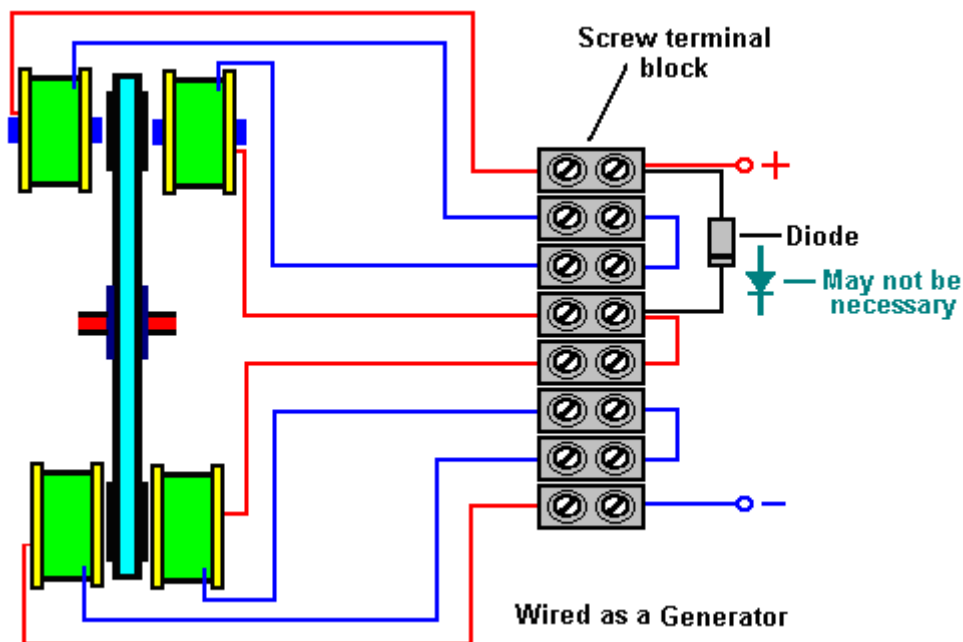 Screw terminal
block
+
Diode
May not be
necessary
-
Wired as a Generator